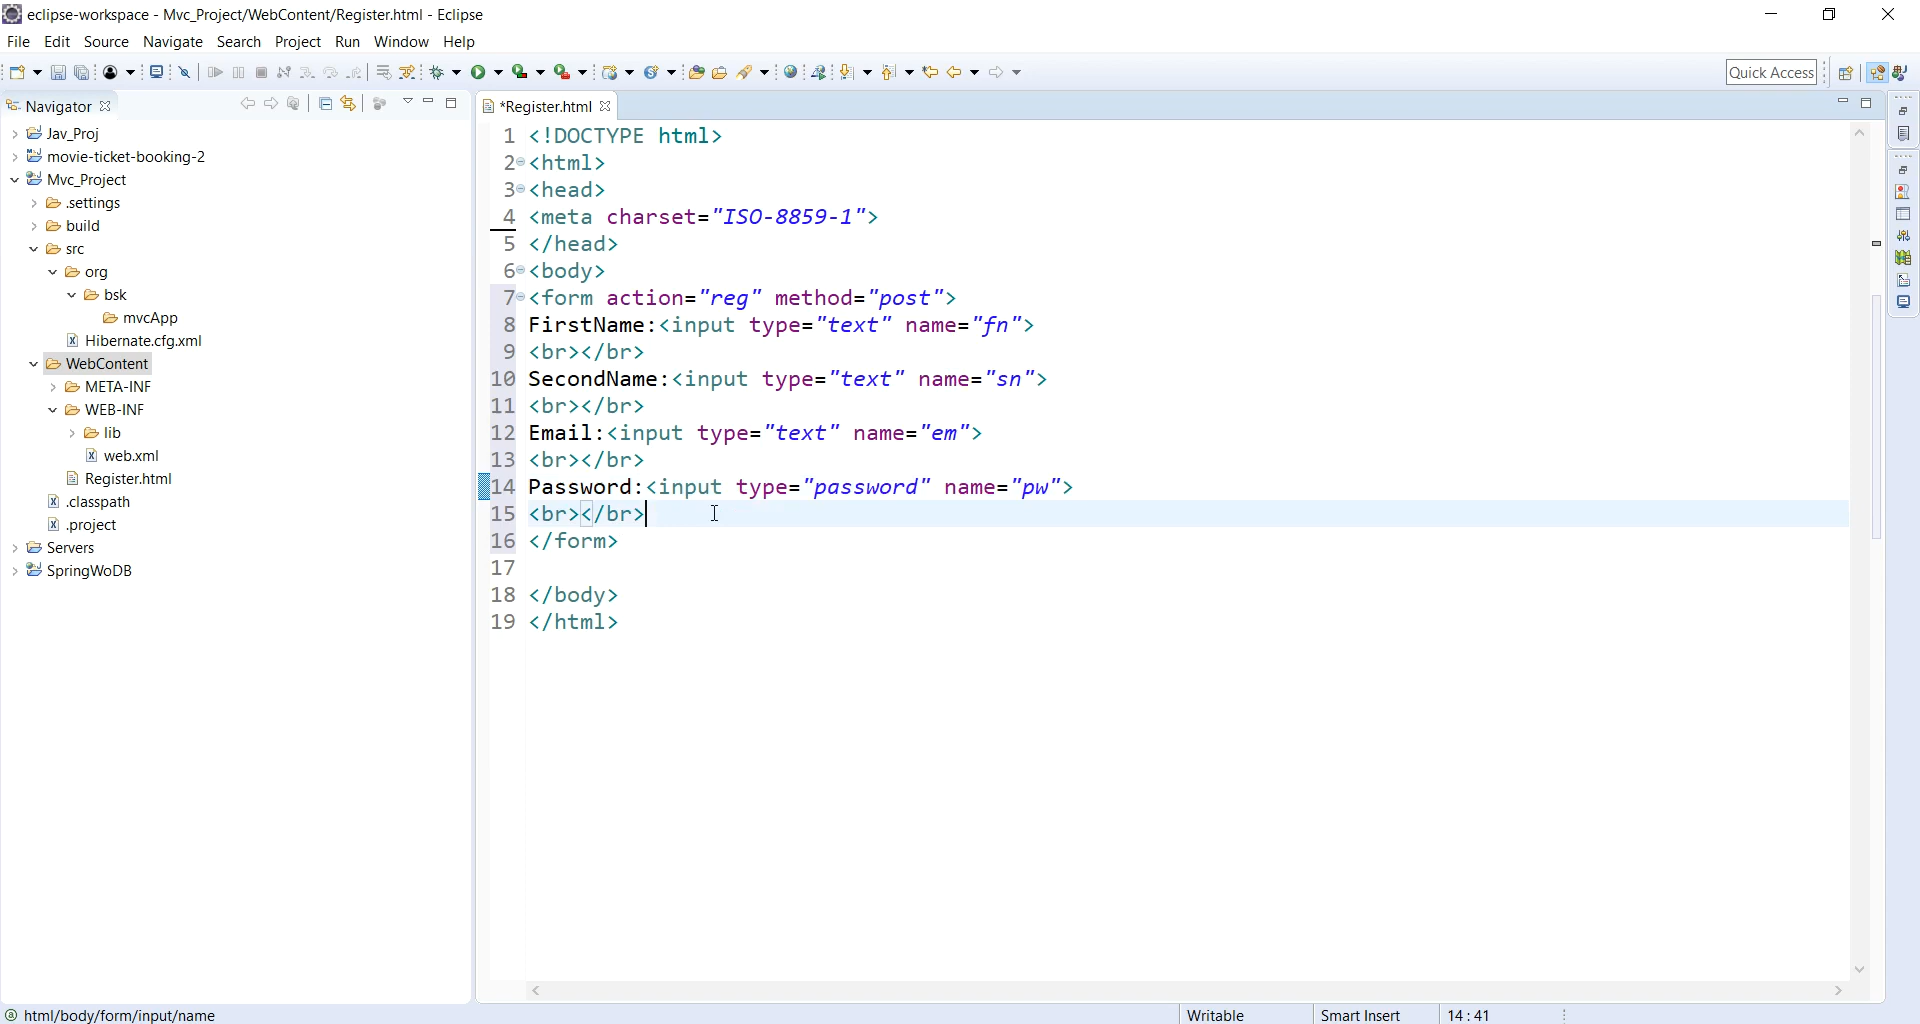 eclipse-workspace - Mvc_Project/WebContent/Register.html - Eclipse
File Edit Source Navigate Search Project Run Window Help
Quick Access
Navigator
*Register.html
Jav_Proj
movie-ticket-booking-2
Mvc_Project
.settings
build
src
org
bsk
mvcApp
Hibernate.cfg.xml
WebContent
META-INF
WEB-INF
lib
web.xml
Register.html
.classpath
.project
Servers
SpringWoDB
1 <!DOCTYPE html>
2 <html>
3 <head>
4 <meta charset="ISO-8859-1">
5 </head>
6 <body>
7 <form action="reg" method="post">
8 FirstName:<input type="text" name="fn">
9 <br></br>
10 SecondName:<input type="text" name="sn">
11 <br></br>
12 Email:<input type="text" name="em">
13 <br></br>
14 Password:<input type="password" name="pw">
15 <br></br>
16 </form>
17
18 </body>
19 </html>
html/body/form/input/name
Writable
Smart Insert
14 : 41